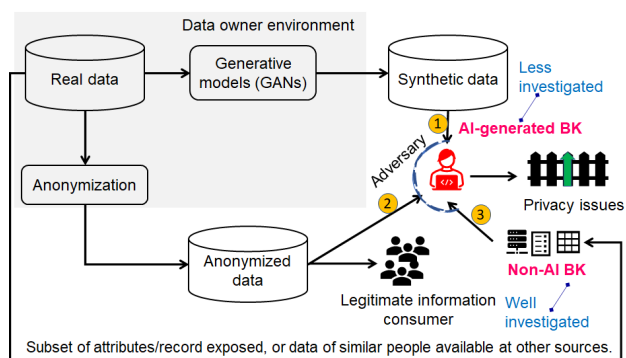 Data owner environment
Real data
Generative
models (GANs)
Synthetic data
Less
investigated
1
AI-generated BK
Anonymization
Adversary
</>
2
3
Privacy issues
Anonymized
data
Legitimate information
consumer
Non-AI BK
Well
investigated
Subset of attributes/record exposed, or data of similar people available at other sources.